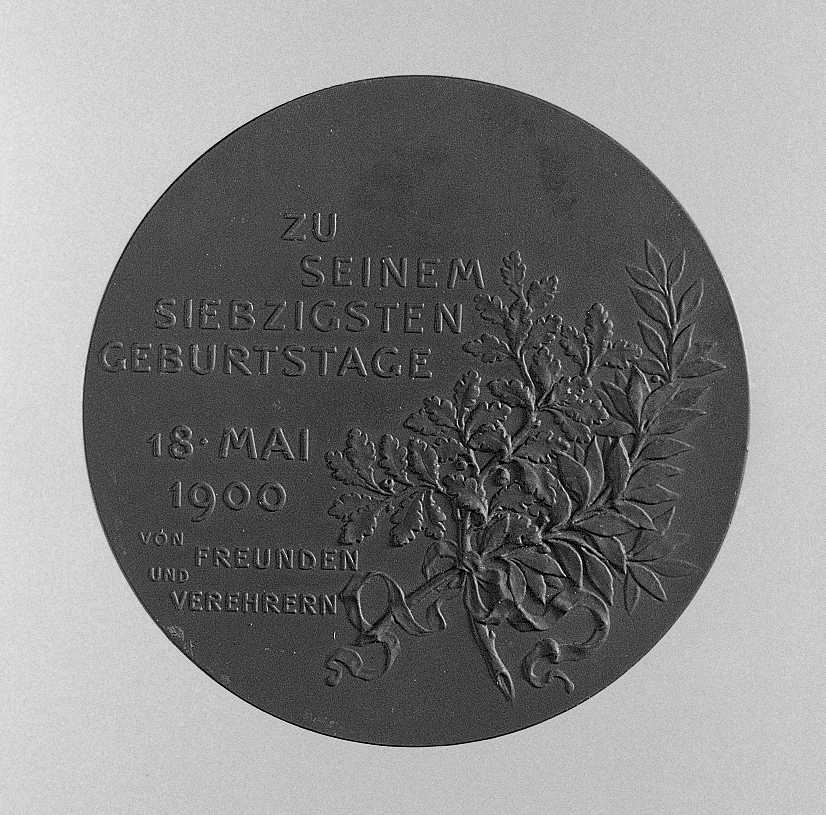 ZU
SEINEM
SIEBZIGSTEN
GEBURTSTAGE
18 · MAI
1900
VON FREUNDEN
UND
VEREHRERN